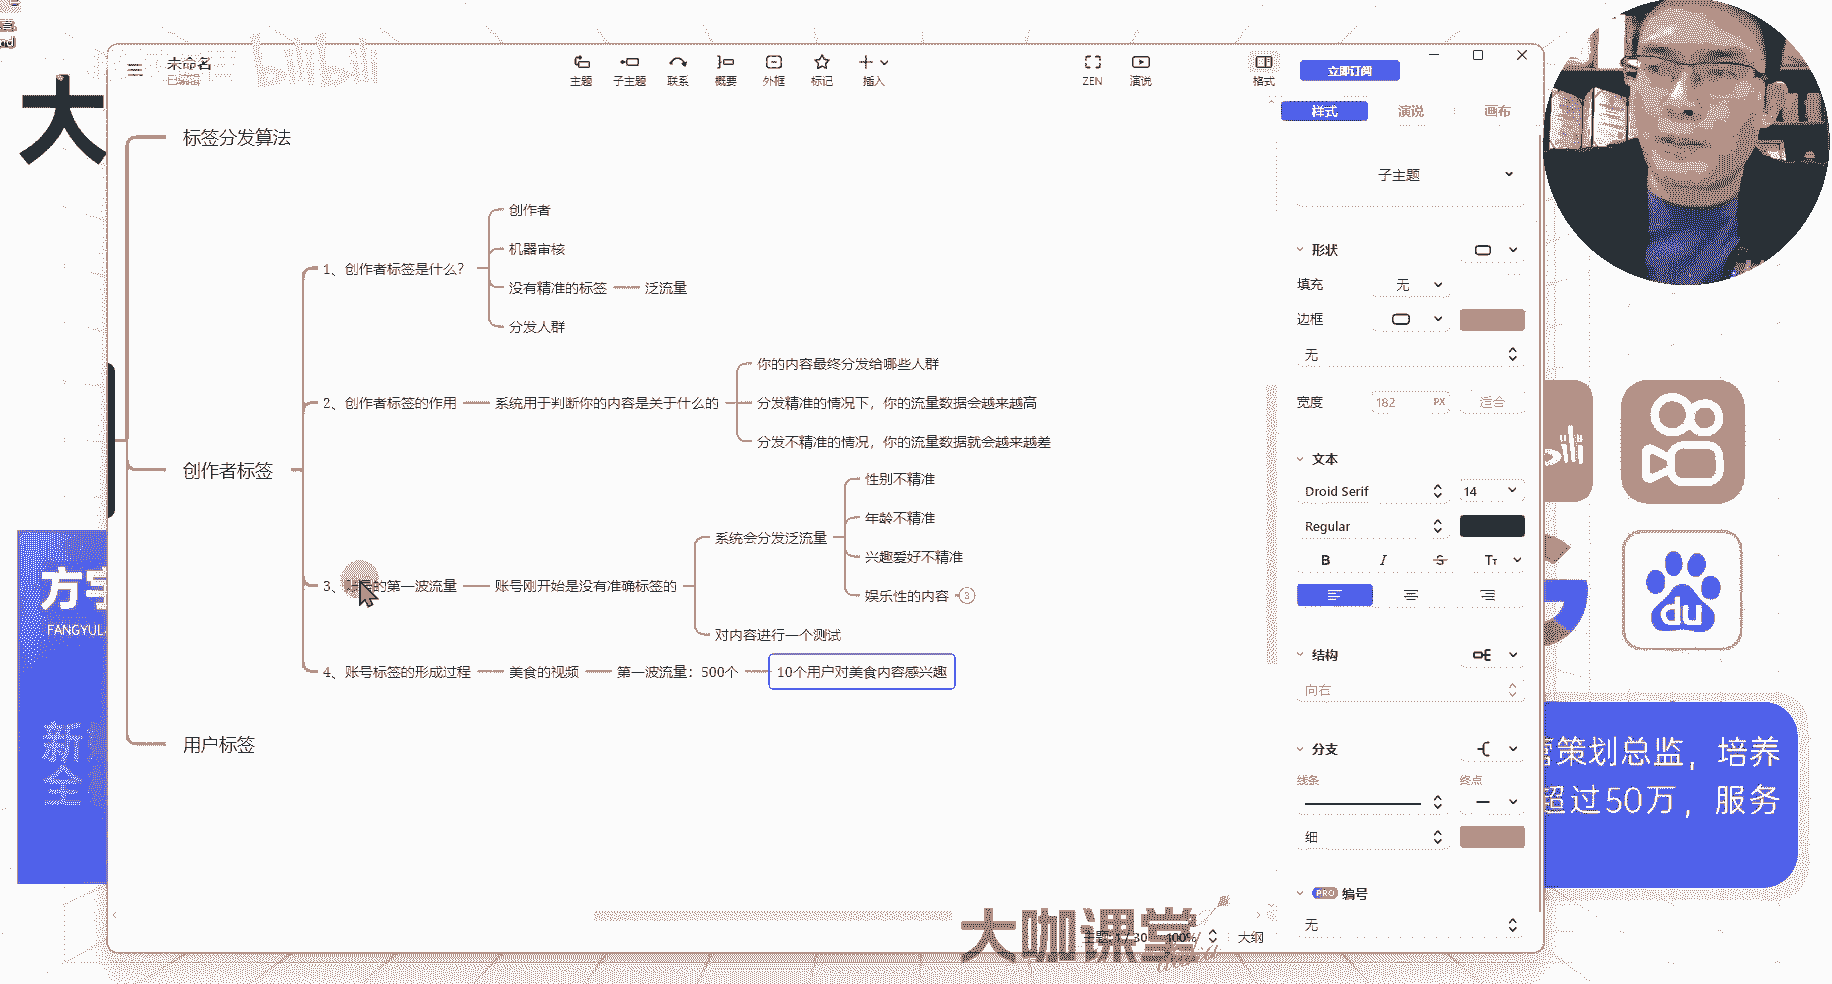 未命名
已编辑
bilibili
主题
子主题
联系
概要
外框
标记
插入
ZEN
演说
格式
立即订阅
大
标签分发算法
创作者标签
用户标签
1、创作者标签是什么？
创作者
机器审核
没有精准的标签
泛流量
分发人群
2、创作者标签的作用
系统用于判断你的内容是关于什么的
你的内容最终分发给哪些人群
分发精准的情况下，你的流量数据会越来越高
分发不精准的情况，你的流量数据就会越来越差
3、账号的第一波流量
账号刚开始是没有准确标签的
系统会分发泛流量
性别不精准
年龄不精准
兴趣爱好不精准
娱乐性的内容
3
对内容进行一个测试
4、账号标签的形成过程
美食的视频
第一波流量：500个
10个用户对美食内容感兴趣
样式
演说
画布
子主题
形状
填充
无
边框
无
宽度
182
PX
适合
文本
Droid Serif
14
Regular
B
I
S
Tт
结构
向右
分支
线条
终点
细
PRO
编号
无
大咖课堂
100%
大纲
FANGYUL
du
营策划总监，培养
超过50万，服务